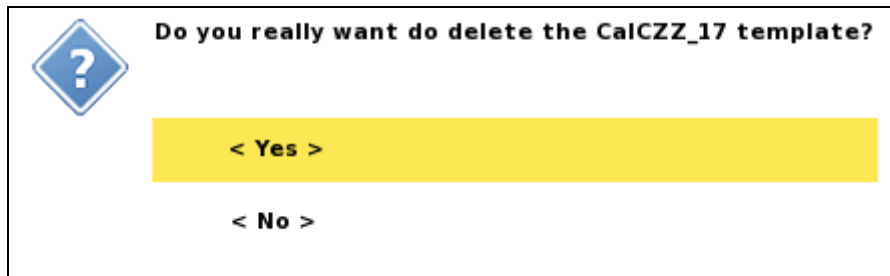 Do you really want do delete the CalCZZ_17 template?
?
< Yes >
< No >